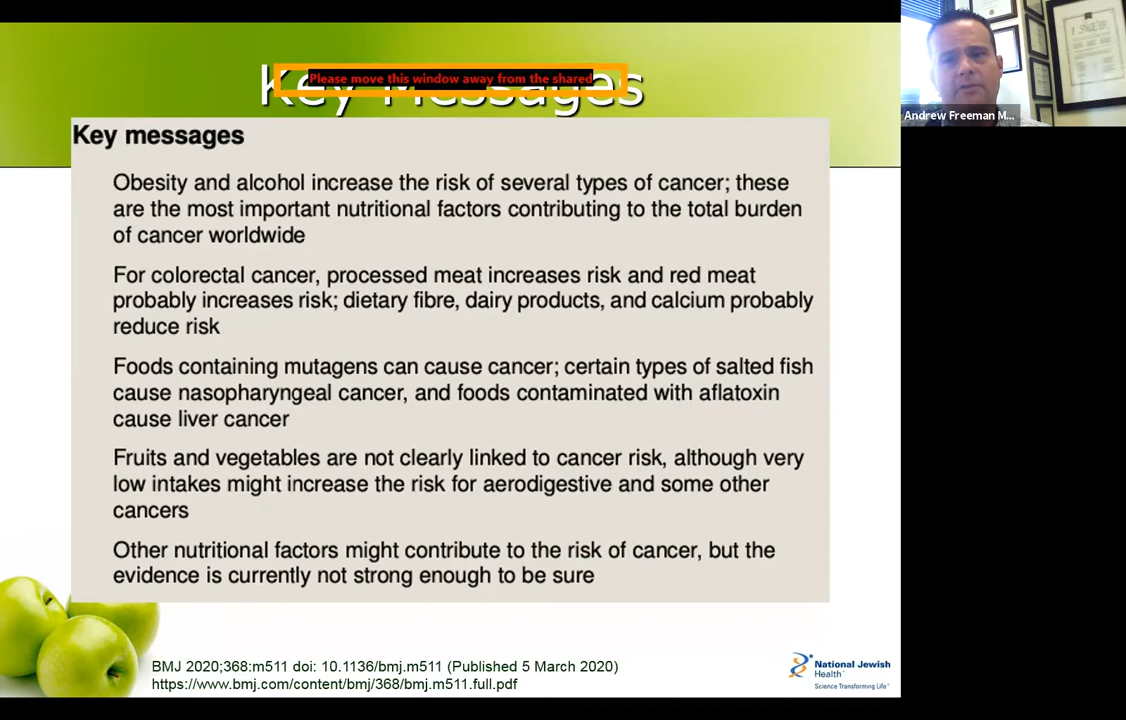 Key Messages
Please move this window away from the shared
Key messages
Obesity and alcohol increase the risk of several types of cancer; these
are the most important nutritional factors contributing to the total burden
of cancer worldwide
For colorectal cancer, processed meat increases risk and red meat
probably increases risk; dietary fibre, dairy products, and calcium probably
reduce risk
Foods containing mutagens can cause cancer; certain types of salted fish
cause nasopharyngeal cancer, and foods contaminated with aflatoxin
cause liver cancer
Fruits and vegetables are not clearly linked to cancer risk, although very
low intakes might increase the risk for aerodigestive and some other
cancers
Other nutritional factors might contribute to the risk of cancer, but the
evidence is currently not strong enough to be sure
BMJ 2020;368:m511 doi: 10.1136/bmj.m511 (Published 5 March 2020)
https://www.bmj.com/content/bmj/368/bmj.m511.full.pdf
National Jewish
Health
Science Transforming Life
Andrew Freeman M...